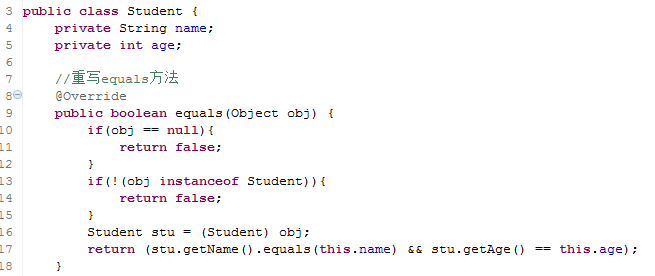 3 public class Student {
4     private String name;
5     private int age;
6
7     //重写equals方法
8     @Override
9     public boolean equals(Object obj) {
10         if(obj == null){
11             return false;
12         }
13         if(!(obj instanceof Student)){
14             return false;
15         }
16         Student stu = (Student) obj;
17         return (stu.getName().equals(this.name) && stu.getAge() == this.age);
18     }